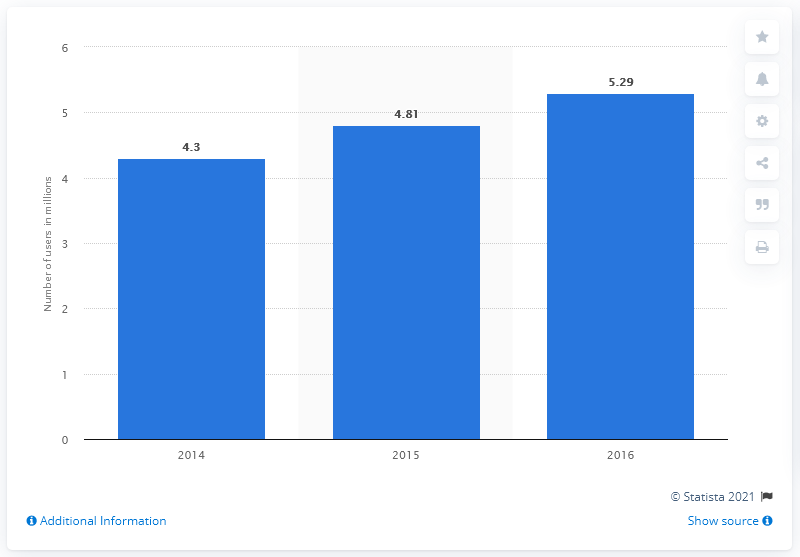 6
5.29
5
4.81
4.3
4
3
2
1
0
Number of users in millions
2014 2015 2016
© Statista 2021
Additional Information
Show source